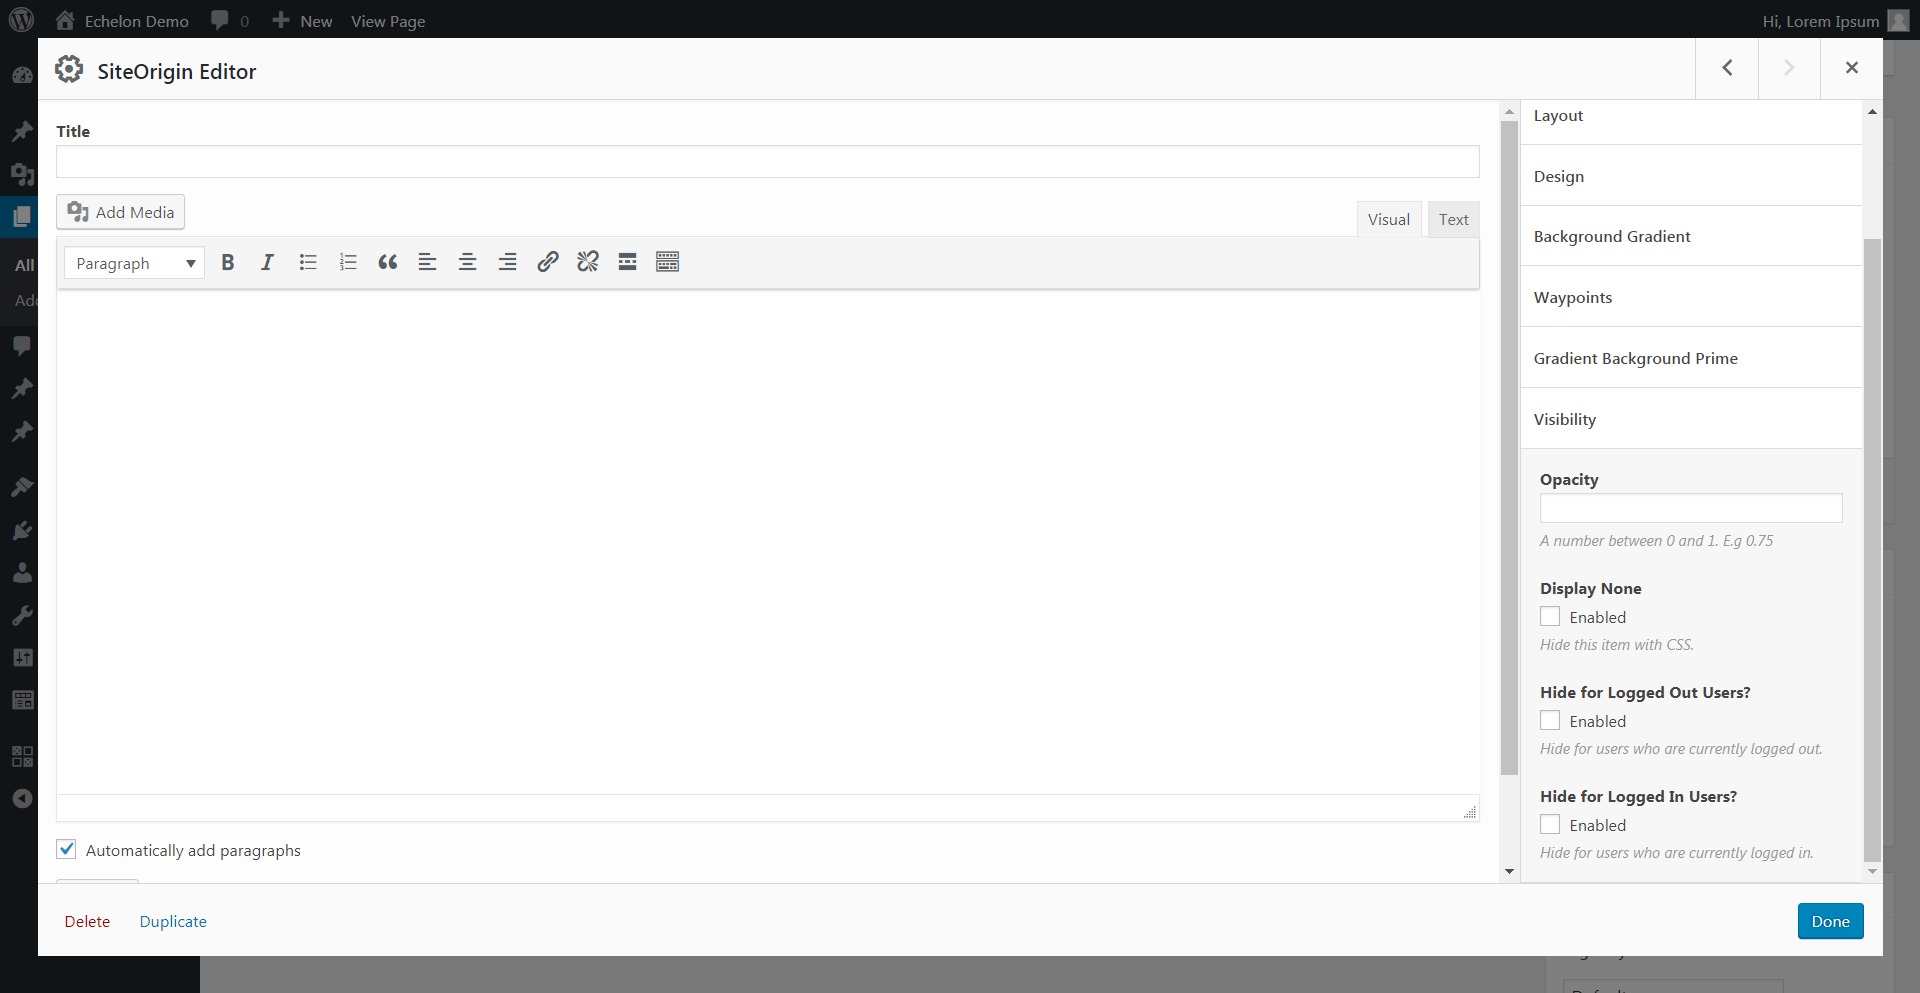 Echelon Demo 0 New View Page Hi, Lorem Ipsum
SiteOrigin Editor
Title
Add Media
Visual Text
Paragraph
All
Automatically add paragraphs
Delete Duplicate
Layout
Design
Background Gradient
Waypoints
Gradient Background Prime
Visibility
Opacity
A number between 0 and 1. E.g 0.75
Display None
Enabled
Hide this item with CSS.
Hide for Logged Out Users?
Enabled
Hide for users who are currently logged out.
Hide for Logged In Users?
Enabled
Hide for users who are currently logged in.
Done